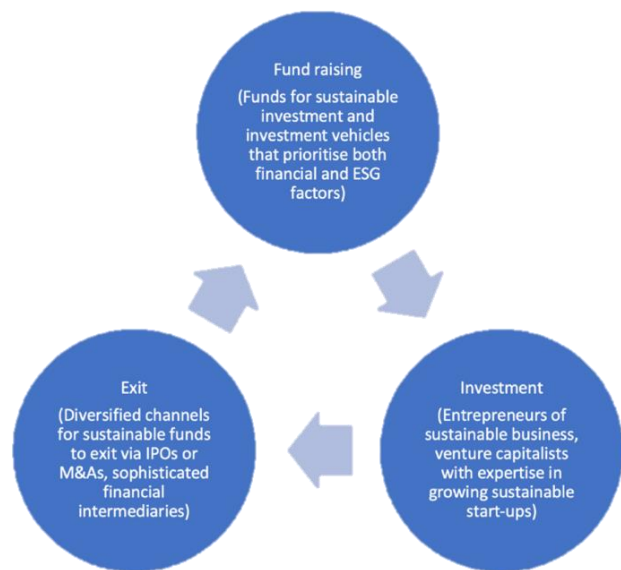 Fund raising
(Funds for sustainable
investment and
investment vehicles
that prioritise both
financial and ESG
factors)
Exit
(Diversified channels
for sustainable funds
to exit via IPOs or
M&As, sophisticated
financial
intermediaries)
Investment
(Entrepreneurs of
sustainable business,
venture capitalists
with expertise in
growing sustainable
start-ups)